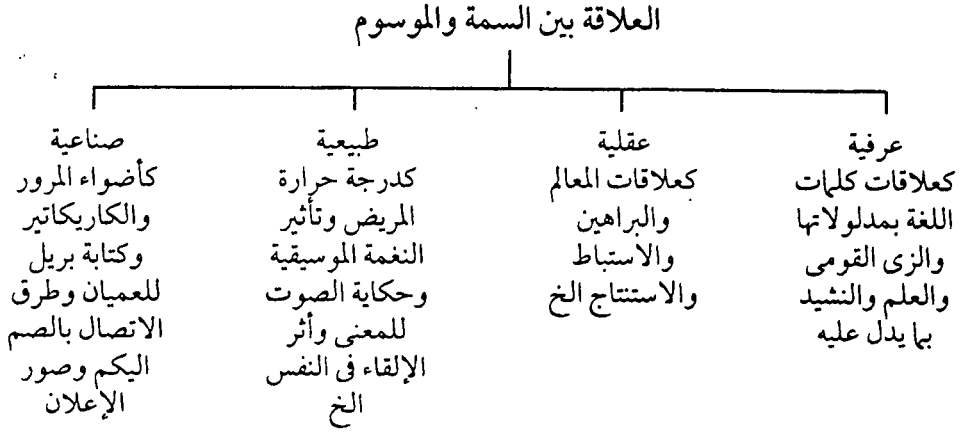 العلاقة بين السمة والموسوم
عرفية
كعلاقات كلمات
اللغة بمدلولاتها
والزى القومى
والعلم والنشيد
بما يدل عليه
عقلية
كعلاقات المعالم
والبراهين
والاستباط
والاستنتاج الخ
طبيعية
كدرجة حرارة
المريض وتأثير
النغمة الموسيقية
وحكاية الصوت
للمعنى وأثر
الإلقاء فى النفس
الخ
صناعية
كأضواء المرور
والكاريكاتير
وكتابة بريل
للعميان وطرق
الاتصال بالصم
اليكم وصور
الإعلان